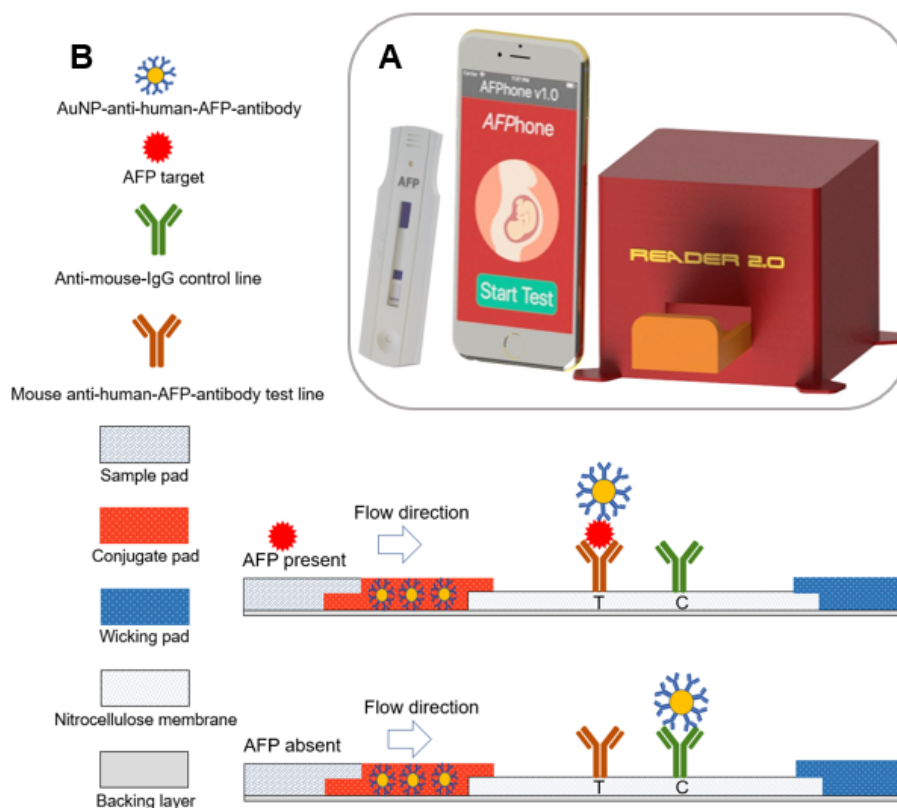 B
AuNP-anti-human-AFP-antibody
AFP target
Anti-mouse-IgG control line
Mouse anti-human-AFP-antibody test line
Sample pad
Conjugate pad
Wicking pad
Nitrocellulose membrane
Backing layer
A
AFP
AFPhone v1.0
AFPhone
Start Test
READER 2.0
Flow direction
AFP present
T
C
Flow direction
AFP absent
T
C